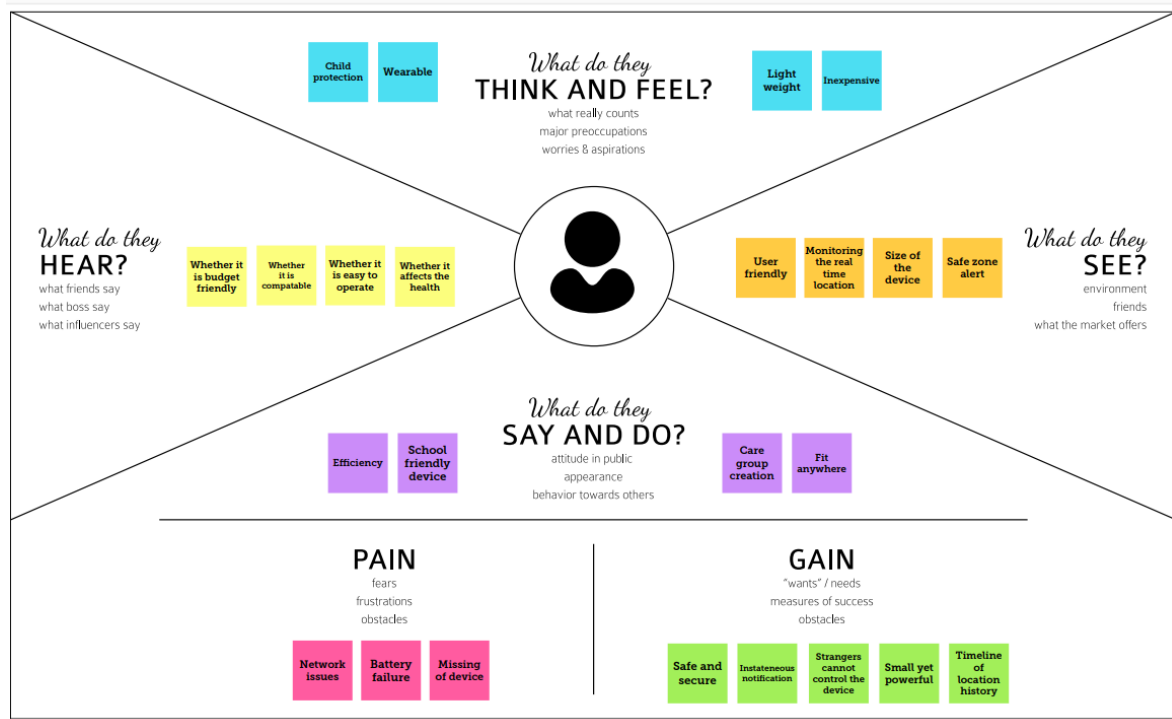 Child
protection
Wearable
What do they
THINK AND FEEL?
what really counts
major preoccupations
worries & aspirations
Light
weight
Inexpensive
What do they
HEAR?
what friends say
what boss say
what influencers say
Whether it
is budget
friendly
Whether
it is
compatable
Whether it
is easy to
operate
Whether it
affects the
health
User
friendly
Monitoring
the real
time
location
Size of
the
device
Safe zone
alert
What do they
SEE?
environment
friends
what the market offers
Efficiency
School
friendly
device
What do they
SAY AND DO?
attitude in public
appearance
behavior towards others
Care
group
creation
Fit
anywhere
PAIN
fears
frustrations
obstacles
Network
issues
Battery
failure
Missing
of device
GAIN
"wants" / needs
measures of success
obstacles
Safe and
secure
Instateneous
notification
Strangers
cannot
control the
device
Small yet
powerful
Timeline
of
location
history